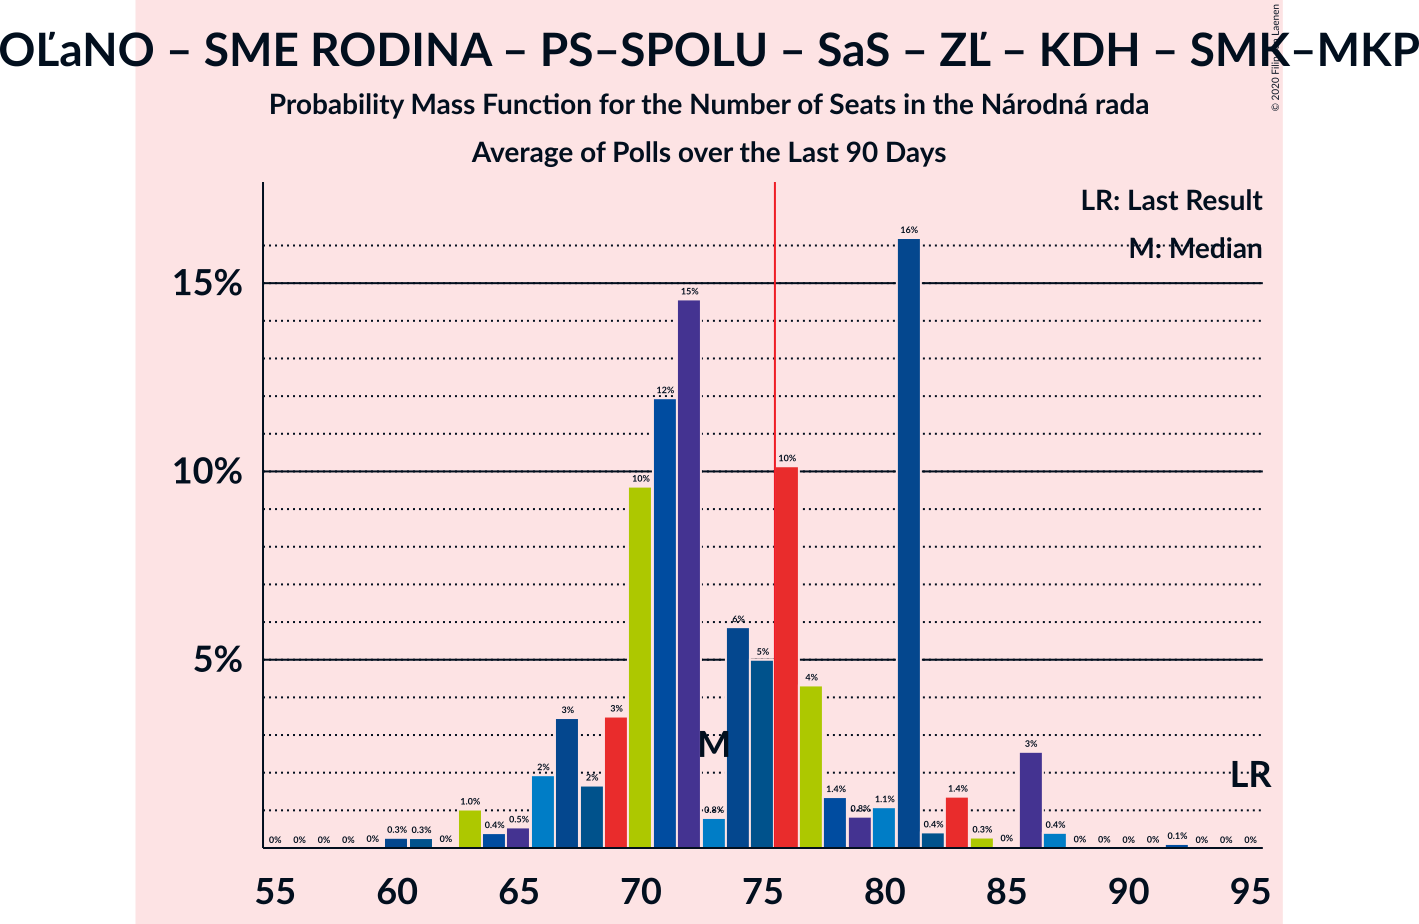 OĽaNO – SME RODINA – PS–SPOLU – SaS – ZĽ – KDH – SMK–MKP
© 2020 Filip van Laenen
Probability Mass Function for the Number of Seats in the Národná rada
Average of Polls over the Last 90 Days
LR: Last Result
M: Median
15%
10%
5%
0% 0% 0% 0% 0% 0.3% 0.3% 0% 1.0% 0.4% 0.5% 2% 3% 2% 3% 10% 12% 15% 0.8% 6% 5% 10% 4% 1.4% 0.8% 1.1% 16% 0.4% 1.4% 0.3% 0% 3% 0.4% 0% 0% 0% 0% 0.1% 0% 0% 0%
M
LR
55 60 65 70 75 80 85 90 95